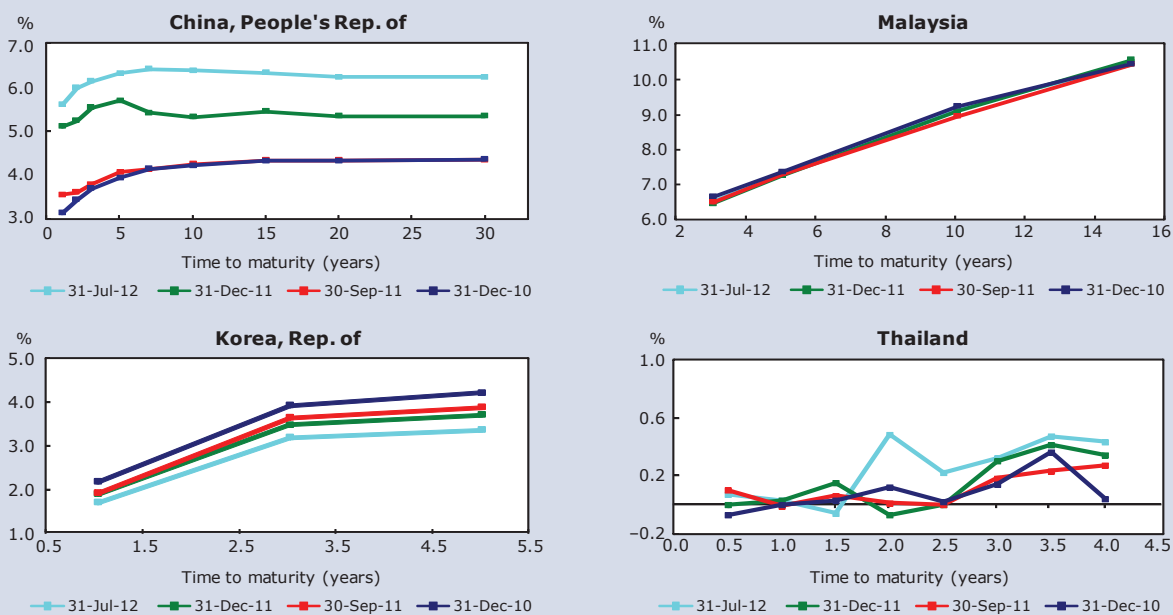 China, People's Rep. of
%
7.0
6.0
5.0
4.0
3.0
0 5 10 15 20 25 30
Time to maturity (years)
31-Jul-12 31-Dec-11 30-Sep-11 31-Dec-10
Malaysia
%
11.0
10.0
9.0
8.0
7.0
6.0
2 4 6 8 10 12 14 16
Time to maturity (years)
31-Jul-12 31-Dec-11 30-Sep-11 31-Dec-10
Korea, Rep. of
%
5.0
4.0
3.0
2.0
1.0
0.5 1.5 2.5 3.5 4.5 5.5
Time to maturity (years)
31-Jul-12 31-Dec-11 30-Sep-11 31-Dec-10
Thailand
%
1.0
0.6
0.2
−0.2
0.0 0.5 1.0 1.5 2.0 2.5 3.0 3.5 4.0 4.5
Time to maturity (years)
31-Jul-12 31-Dec-11 30-Sep-11 31-Dec-10